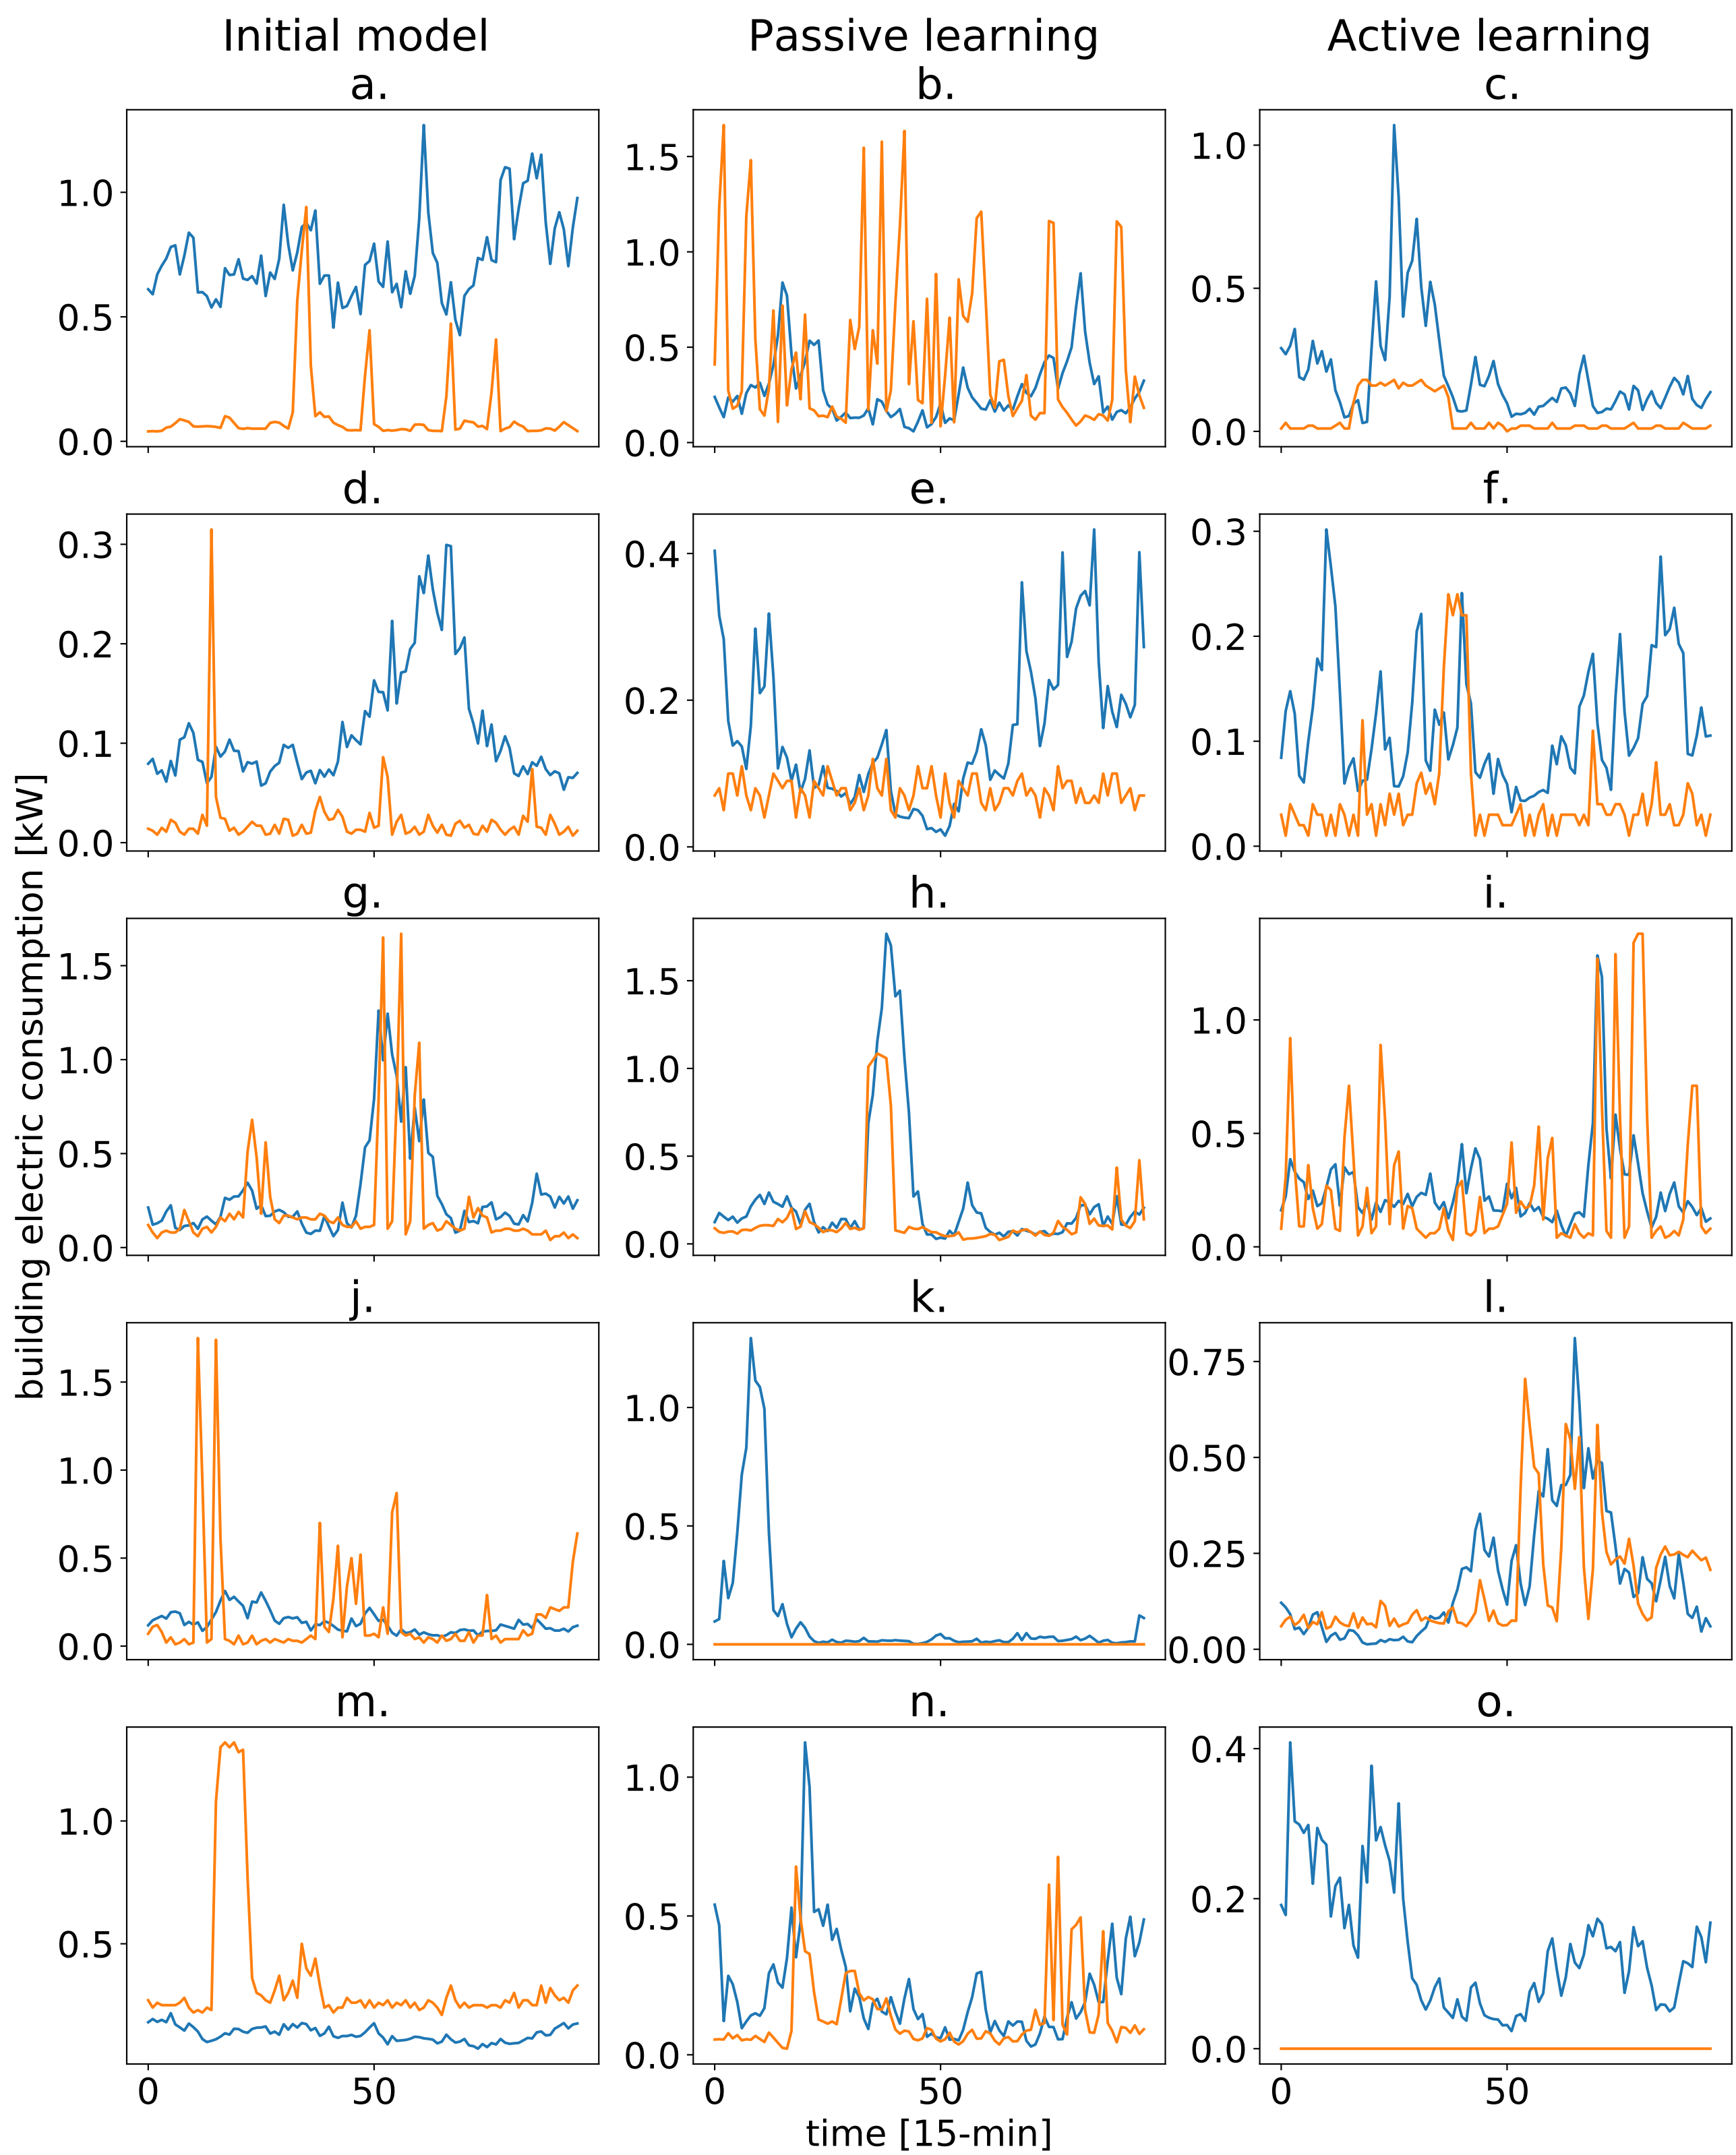 Initial model Passive learning Active learning
a. b. c.
1.0 0.5 0.0
1.5 1.0 0.5 0.0
1.0 0.5 0.0
d. e. f.
0.3 0.2 0.1 0.0
0.4 0.2 0.0
0.3 0.2 0.1 0.0
building electric consumption [kW]
g. h. i.
1.5 1.0 0.5 0.0
1.5 1.0 0.5 0.0
1.0 0.5 0.0
j. k. l.
1.5 1.0 0.5 0.0
1.0 0.5 0.0
0.75 0.50 0.25 0.00
m. n. o.
1.0 0.5
1.0 0.5 0.0
0.4 0.2 0.0
0 50 0 50 0 50
time [15-min]